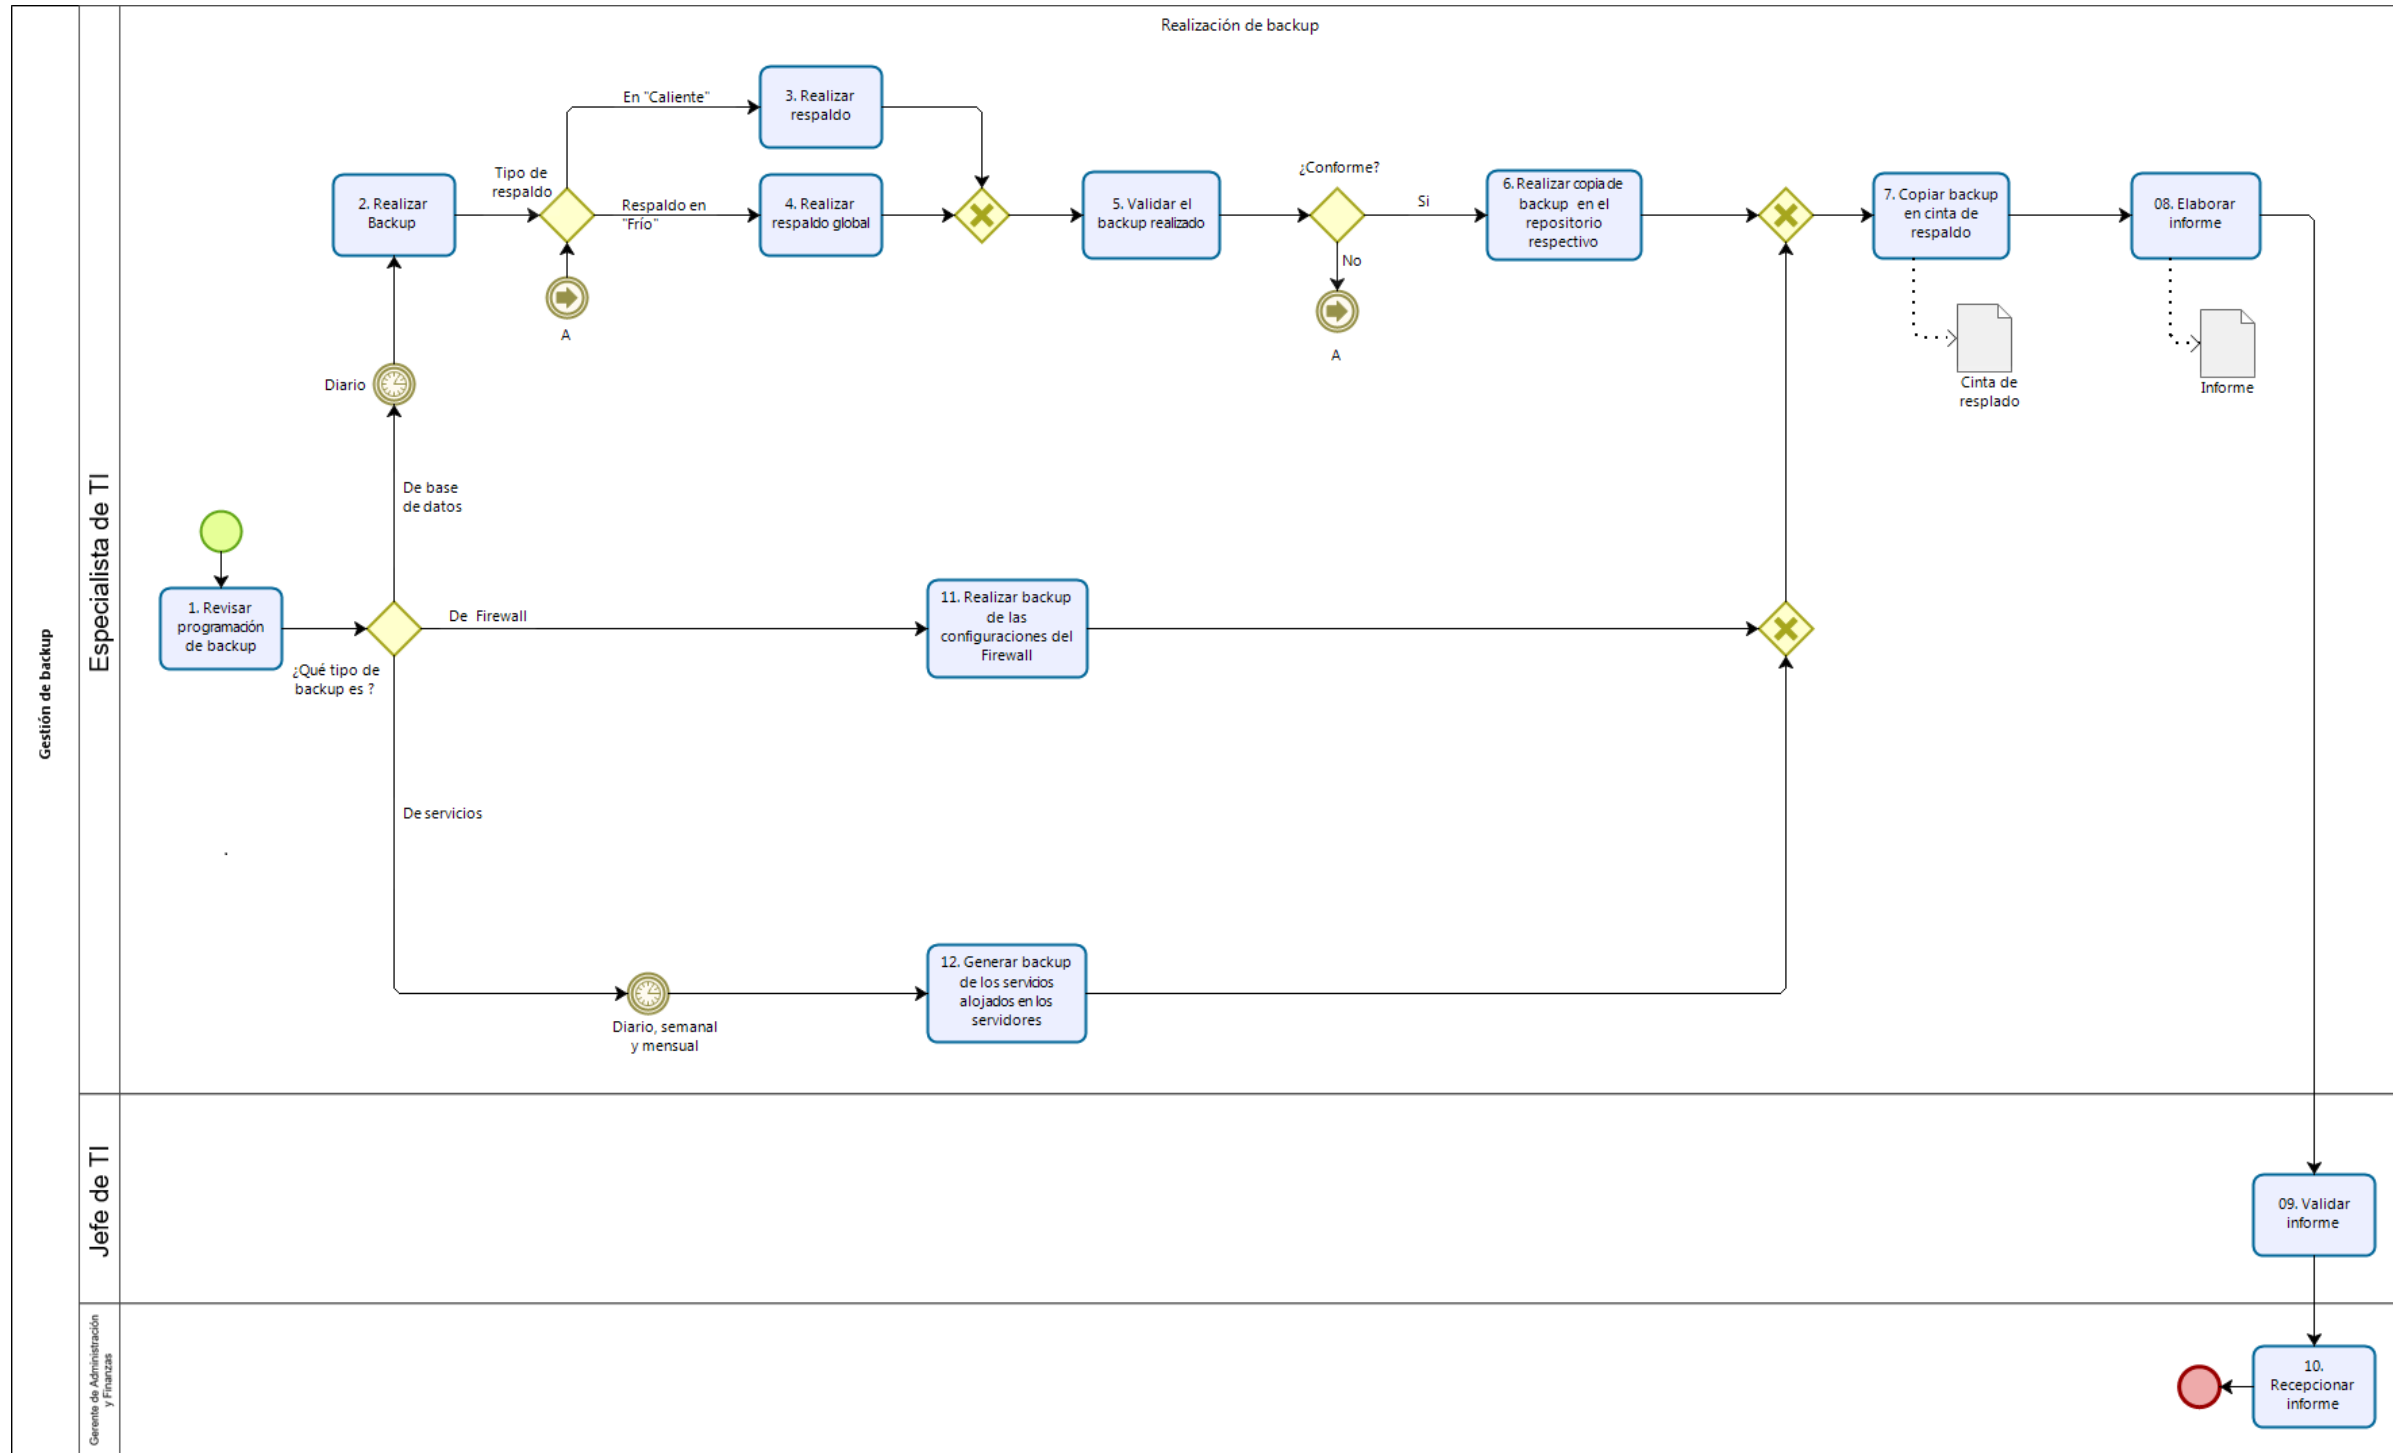 Realización de backup
Gestión de backup
Especialista de TI
Jefe de TI
Gerente de Administración
y Finanzas
En "Caliente"
3. Realizar
respaldo
Tipo de
respaldo
2. Realizar
Backup
Respaldo en
"Frío"
4. Realizar
respaldo global
5. Validar el
backup realizado
¿Conforme?
Si
No
6. Realizar copia de
backup en el
repositorio
respectivo
7. Copiar backup
en cinta de
respaldo
08. Elaborar
informe
A
A
Cinta de
resplado
Informe
Diario
De base
de datos
1. Revisar
programación
de backup
¿Qué tipo de
backup es ?
De Firewall
11. Realizar backup
de las
configuraciones del
Firewall
De servicios
Diario, semanal
y mensual
12. Generar backup
de los servicios
alojados en los
servidores
09. Validar
informe
10.
Recepcionar
informe